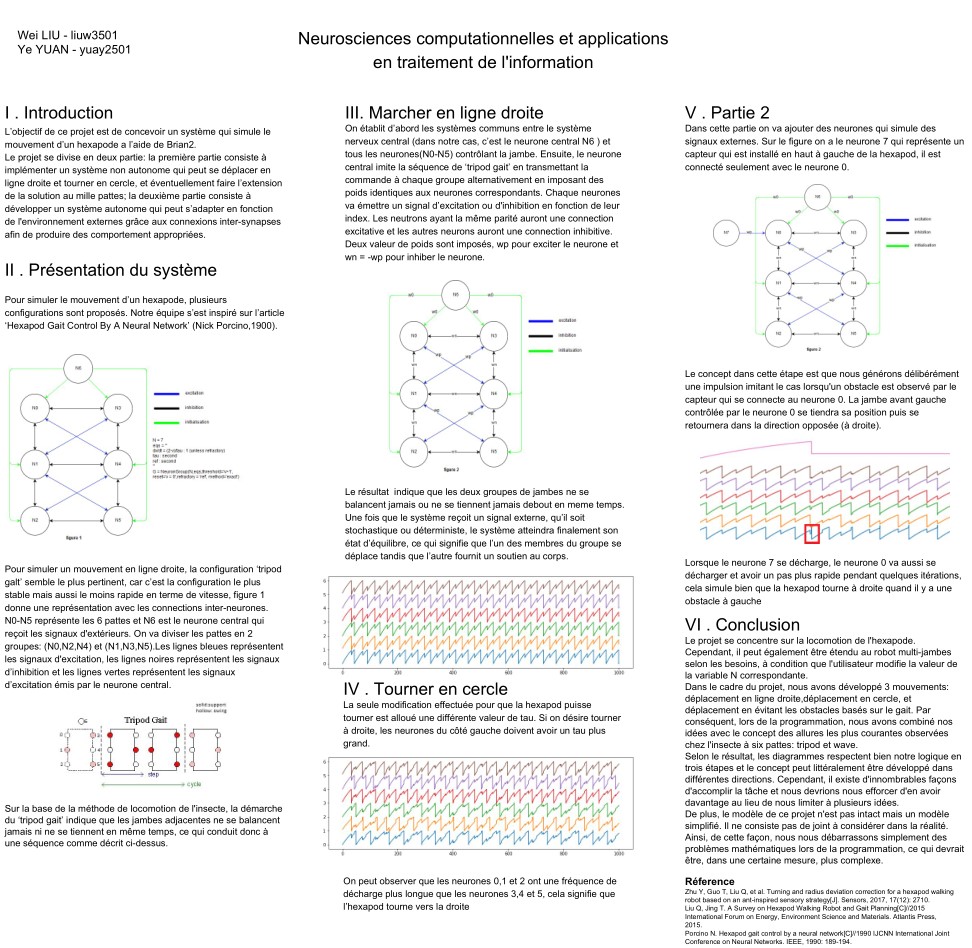 Wei LIU - liuw3501
Ye YUAN - yuay2501
Neurosciences computationnelles et applications
en traitement de l'information
I . Introduction
L'objectif de ce projet est de concevoir un système qui simule le
mouvement d'un hexapode a l'aide de Brian2.
Le projet se divise en deux partie: la première partie consiste à
implémenter un système non autonome qui peut se déplacer en
ligne droite et tourner en cercle, et éventuellement faire l'extension
de la solution au mille pattes; la deuxième partie consiste à
développer un système autonome qui peut s'adapter en fonction
de l'environnement externes grâce aux connexions inter-synapses
afin de produire des comportement appropriées.
II . Présentation du système
Pour simuler le mouvement d'un hexapode, plusieurs
configurations sont proposés. Notre équipe s'est inspiré sur l'article
'Hexapod Gait Control By A Neural Network' (Nick Porcino,1900).
N6
N0
N3
N1
N4
N2
N5
excitation
inhibition
initialisation
figure 1
Pour simuler un mouvement en ligne droite, la configuration 'tripod
gait' semble le plus pertinent, car c'est la configuration le plus
stable mais aussi le moins rapide en terme de vitesse, figure 1
donne une représentation avec les connections inter-neurones.
N0-N5 représente les 6 pattes et N6 est le neurone central qui
reçoit les signaux d'extérieurs. On va diviser les pattes en 2
groupes: (N0,N2,N4) et (N1,N3,N5).Les lignes bleues représentent
les signaux d'excitation, les lignes noires représentent les signaux
d'inhibition et les lignes vertes représentent les signaux
d'excitation émis par le neurone central.
solid:support
hollow:swing
Tripod Gait
step
cycle
Sur la base de la méthode de locomotion de l'insecte, la démarche
du 'tripod gait' indique que les jambes adjacentes ne se balancent
jamais ni ne se tiennent en même temps, ce qui conduit donc à
une séquence comme décrit ci-dessus.
III. Marcher en ligne droite
On établit d'abord les systèmes communs entre le système
nerveux central (dans notre cas, c'est le neurone central N6 ) et
tous les neurones(N0-N5) contrôlant la jambe. Ensuite, le neurone
central imite la séquence de 'tripod gait' en transmettant la
commande à chaque groupe alternativement en imposant des
poids identiques aux neurones correspondants. Chaque neurones
va émettre un signal d'excitation ou d'inhibition en fonction de leur
index. Les neutrons ayant la même parité auront une connection
excitative et les autres neurons auront une connection inhibitive.
Deux valeur de poids sont imposés, wp pour exciter le neurone et
wn = -wp pour inhiber le neurone.
N6
N0
N3
N1
N4
N2
N5
excitation
inhibition
initialisation
figure 2
Le résultat indique que les deux groupes de jambes ne se
balancent jamais ou ne se tiennent jamais debout en meme temps.
Une fois que le système reçoit un signal externe, qu'il soit
stochastique ou déterministe, le système atteindra finalement son
état d'équilibre, ce qui signifie que l'un des membres du groupe se
déplace tandis que l'autre fournit un soutien au corps.
6
5
4
3
2
1
0
0 200 400 600 800 1000
IV . Tourner en cercle
La seule modification effectuée pour que la hexapod puisse
tourner est alloué une différente valeur de tau. Si on désire tourner
à droite, les neurones du côté gauche doivent avoir un tau plus
grand.
6
5
4
3
2
1
0
0 200 400 600 800 1000
On peut observer que les neurones 0,1 et 2 ont une fréquence de
décharge plus longue que les neurones 3,4 et 5, cela signifie que
l'hexapod tourne vers la droite
V . Partie 2
Dans cette partie on va ajouter des neurones qui simule des
signaux externes. Sur le figure on a le neurone 7 qui représente un
capteur qui est installé en haut à gauche de la hexapod, il est
connecté seulement avec le neurone 0.
N6
N7
N0
N3
N1
N4
N2
N5
excitation
inhibition
initialisation
Le concept dans cette étape est que nous générons délibérément
une impulsion imitant le cas lorsqu'un obstacle est observé par le
capteur qui se connecte au neurone 0. La jambe avant gauche
contrôlée par le neurone 0 se tiendra sa position puis se
retournera dans la direction opposée (à droite).
Lorsque le neurone 7 se décharge, le neurone 0 va aussi se
décharger et avoir un pas plus rapide pendant quelques itérations,
cela simule bien que la hexapod tourne à droite quand il y a une
obstacle à gauche
VI . Conclusion
Le projet se concentre sur la locomotion de l'hexapode.
Cependant, il peut également être étendu au robot multi-jambes
selon les besoins, à condition que l'utilisateur modifie la valeur de
la variable N correspondante.
Dans le cadre du projet, nous avons développé 3 mouvements:
déplacement en ligne droite,déplacement en cercle, et
déplacement en évitant les obstacles basés sur le gait. Par
conséquent, lors de la programmation, nous avons combiné nos
idées avec le concept des allures les plus courantes observées
chez l'insecte à six pattes: tripod et wave.
Selon le résultat, les diagrammes respectent bien notre logique en
trois étapes et le concept peut littéralement être développé dans
différentes directions. Cependant, il existe d'innombrables façons
d'accomplir la tâche et nous devrions nous efforcer d'en avoir
davantage au lieu de nous limiter à plusieurs idées.
De plus, le modèle de ce projet n'est pas intact mais un modèle
simplifié. Il ne consiste pas de joint à considérer dans la réalité.
Ainsi, de cette façon, nous nous débarrassons simplement des
problèmes mathématiques lors de la programmation, ce qui devrait
être, dans une certaine mesure, plus complexe.
Réference
Zhu Y, Guo T, Liu Q, et al. Turning and radius deviation correction for a hexapod walking
robot based on an ant-inspired sensory strategy[J]. Sensors, 2017, 17(12): 2710.
Liu Q, Jing T. A Survey on Hexapod Walking Robot and Gait Planning[C]//2015
International Forum on Energy, Environment Science and Materials. Atlantis Press,
2015.
Porcino N. Hexapod gait control by a neural network[C]//1990 IJCNN International Joint
Conference on Neural Networks. IEEE, 1990: 189-194.